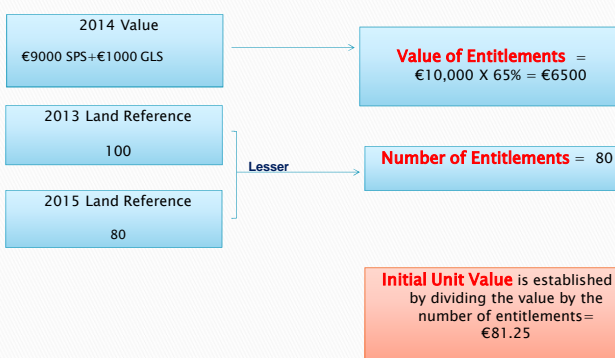 2014 Value
€9000 SPS+€1000 GLS
Value of Entitlements =
€10,000 X 65% = €6500
2013 Land Reference
100
Lesser
2015 Land Reference
80
Number of Entitlements = 80
Initial Unit Value is established
by dividing the value by the
number of entitlements=
€81.25